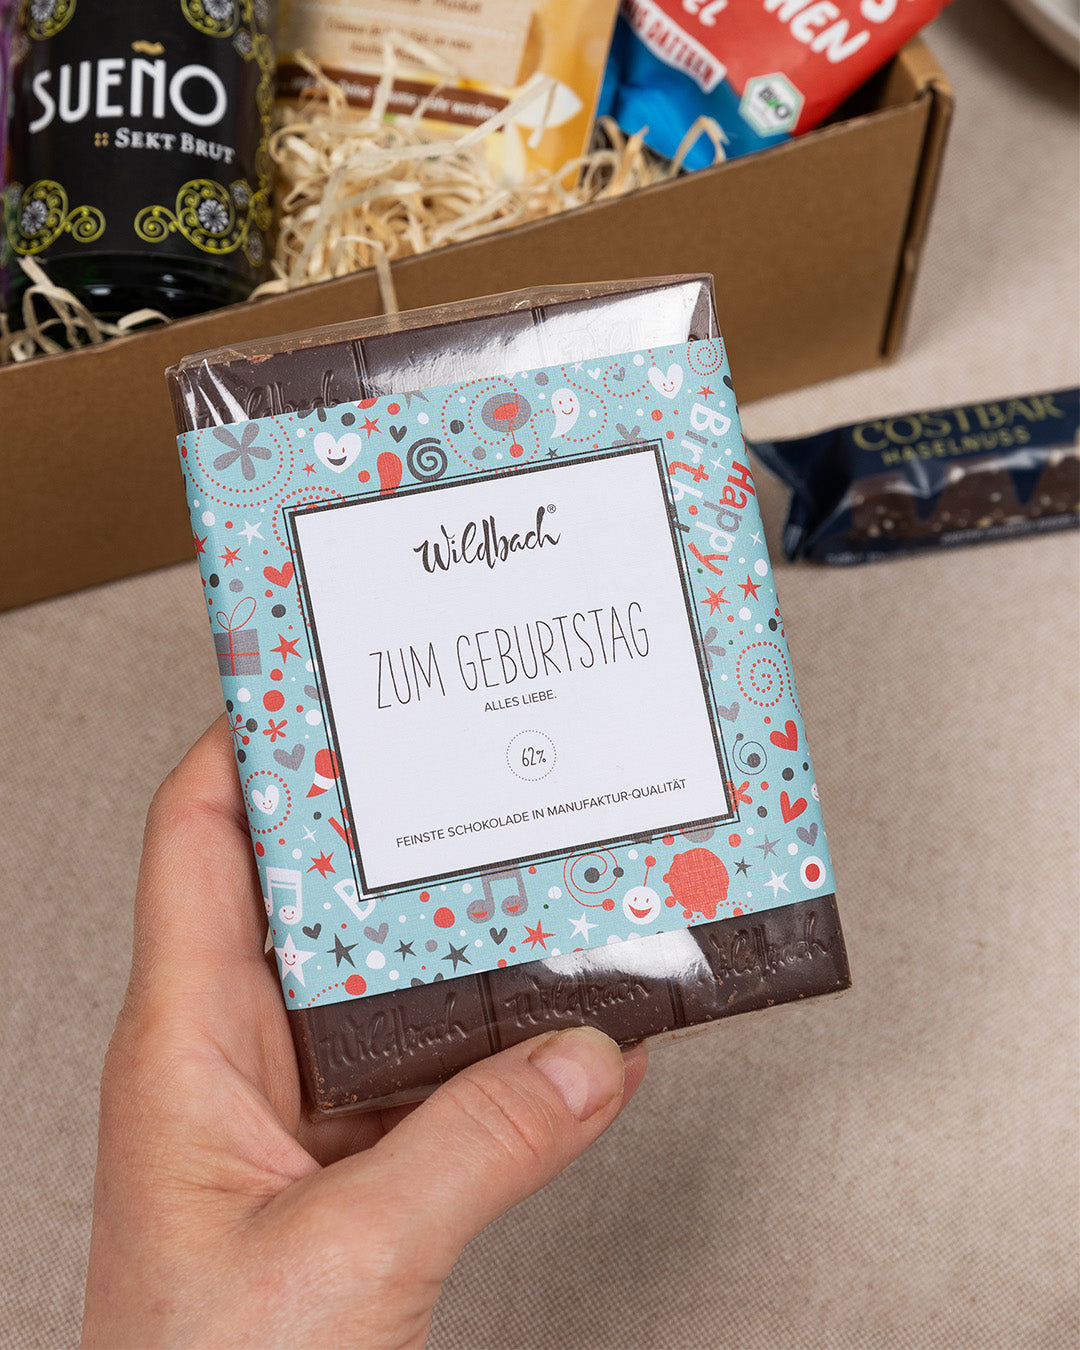 SUEÑO
SEKT BRUT
BIO
COSTBAR
HASELNUSS
Happy
Birthday
Wildbach®
ZUM GEBURTSTAG
ALLES LIEBE.
62%
FEINSTE SCHOKOLADE IN MANUFAKTUR-QUALITÄT
Wildbach
Wildbach
Wildbach